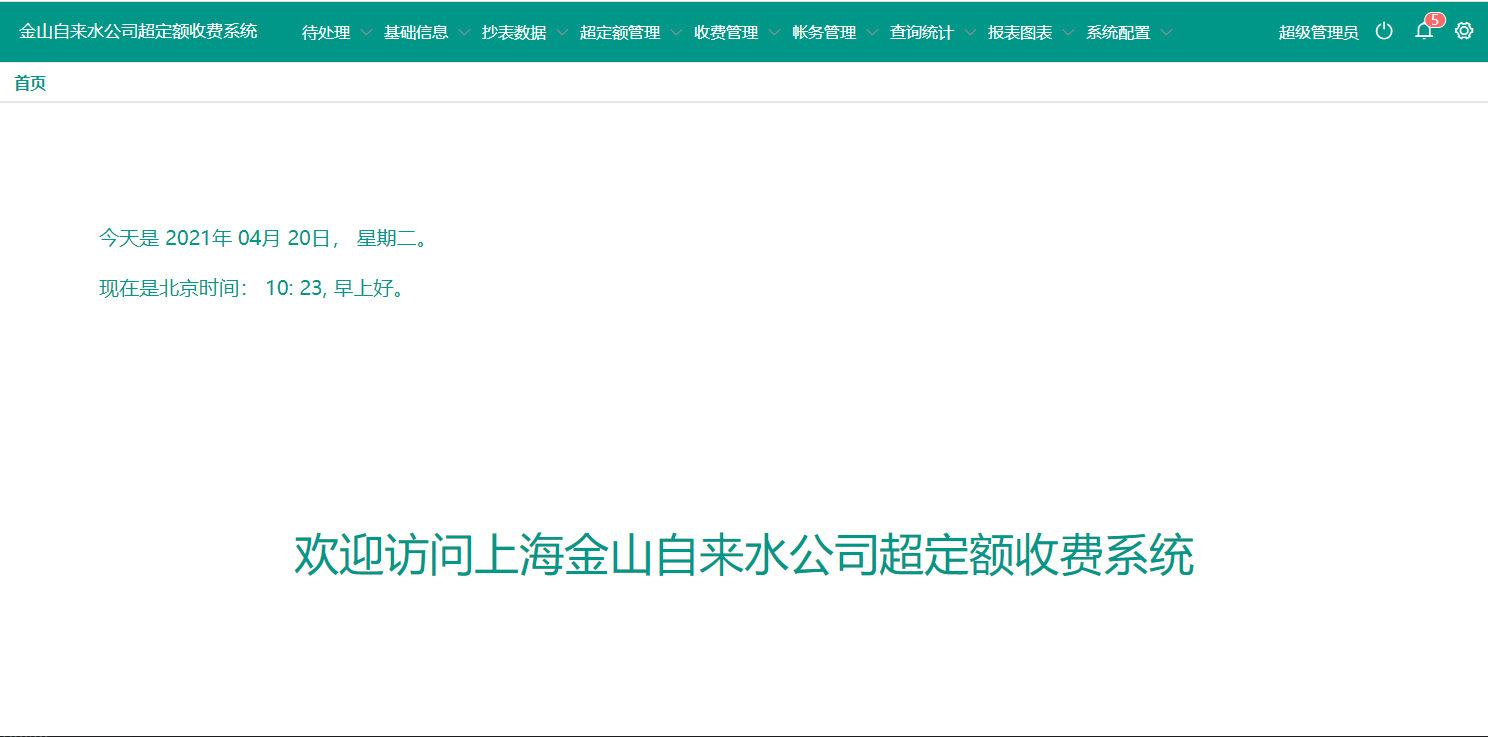 金山自来水公司超定额收费系统 待处理 基础信息 抄表数据 超定额管理 收费管理 帐务管理 查询统计 报表图表 系统配置 超级管理员 5
首页
今天是 2021年 04月 20日， 星期二。
现在是北京时间： 10: 23, 早上好。
欢迎访问上海金山自来水公司超定额收费系统